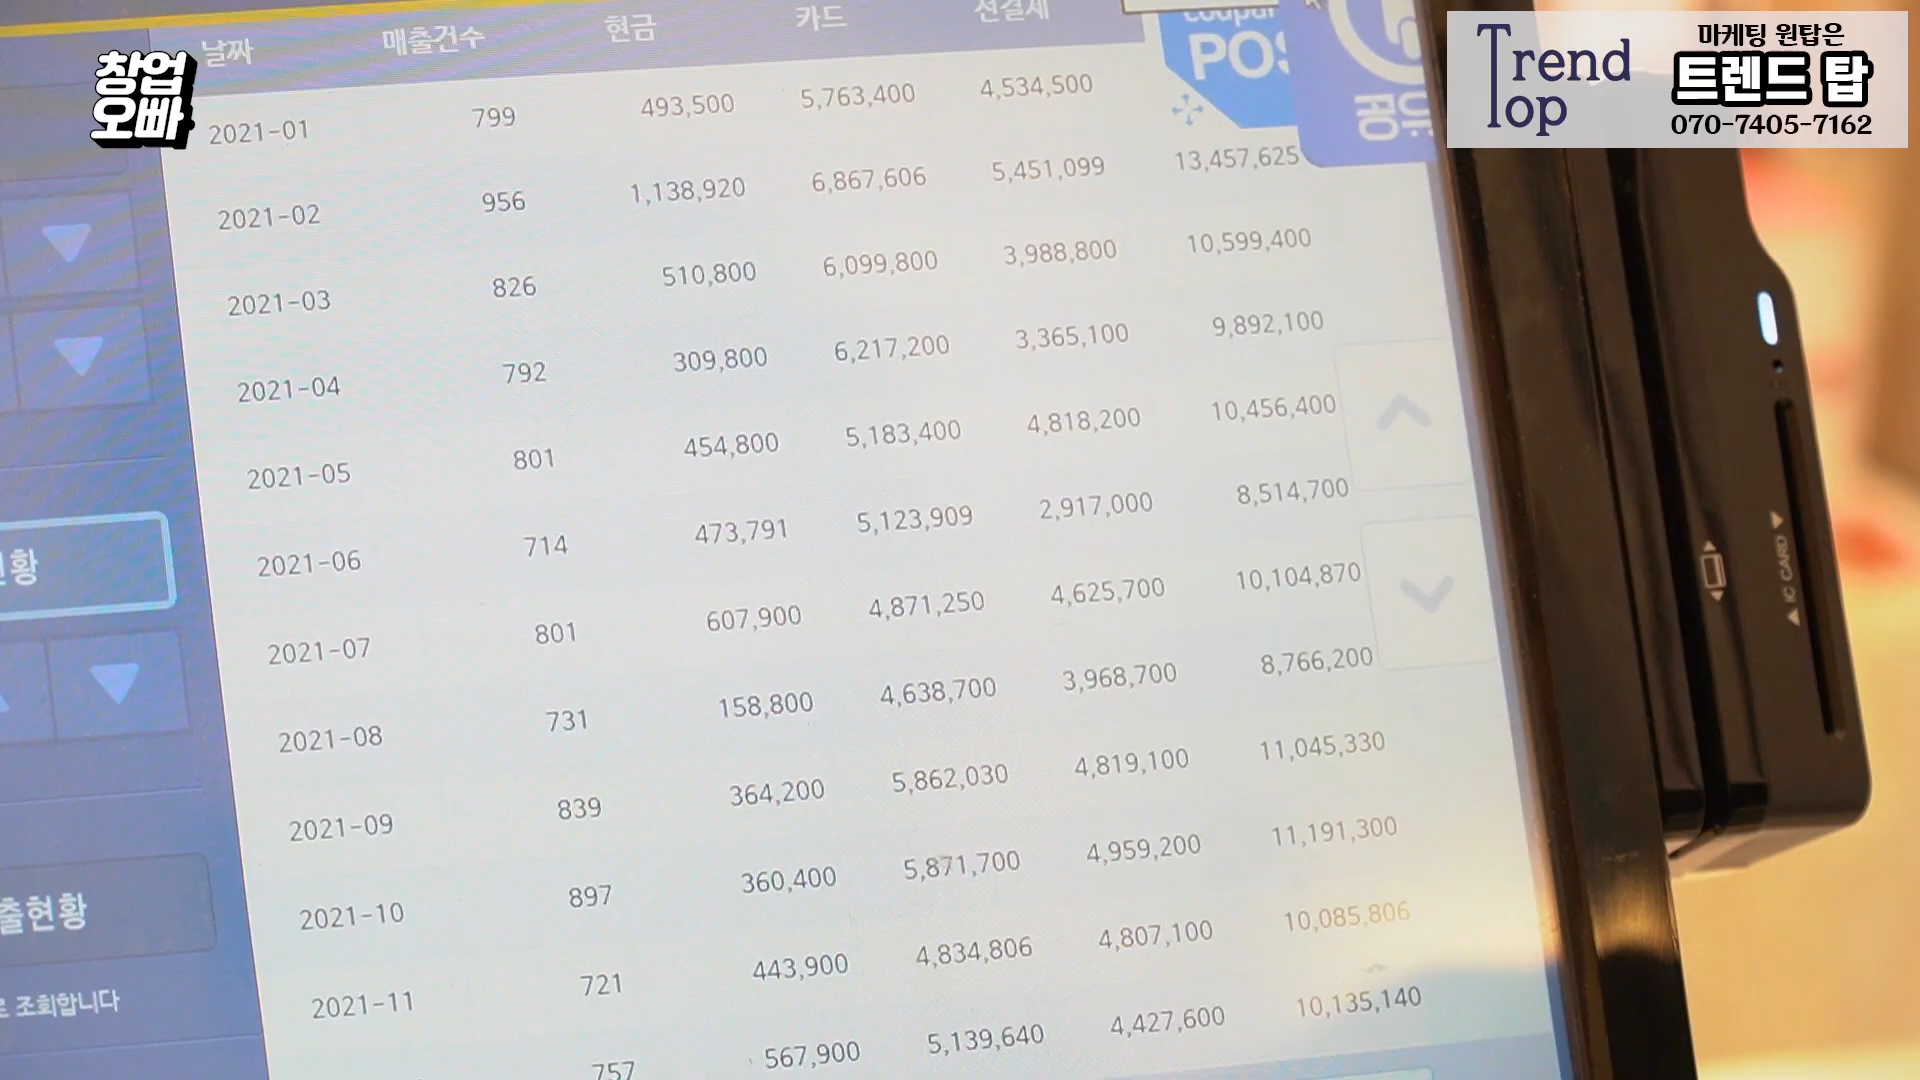 날짜 매출건수 현금 카드 선결제
2021-01 799 493,500 5,763,400 4,534,500
2021-02 956 1,138,920 6,867,606 5,451,099 13,457,625
2021-03 826 510,800 6,099,800 3,988,800 10,599,400
2021-04 792 309,800 6,217,200 3,365,100 9,892,100
2021-05 801 454,800 5,183,400 4,818,200 10,456,400
2021-06 714 473,791 5,123,909 2,917,000 8,514,700
2021-07 801 607,900 4,871,250 4,625,700 10,104,870
2021-08 731 158,800 4,638,700 3,968,700 8,766,200
2021-09 839 364,200 5,862,030 4,819,100 11,045,330
2021-10 897 360,400 5,871,700 4,959,200 11,191,300
2021-11 721 443,900 4,834,806 4,807,100 10,085,806
757 567,900 5,139,640 4,427,600 10,135,140
창업
오빠
coupan
POS
Trend
Top
마케팅 원탑은
트렌드 탑
070-7405-7162
IC CARD
황
출현황
로 조회합니다